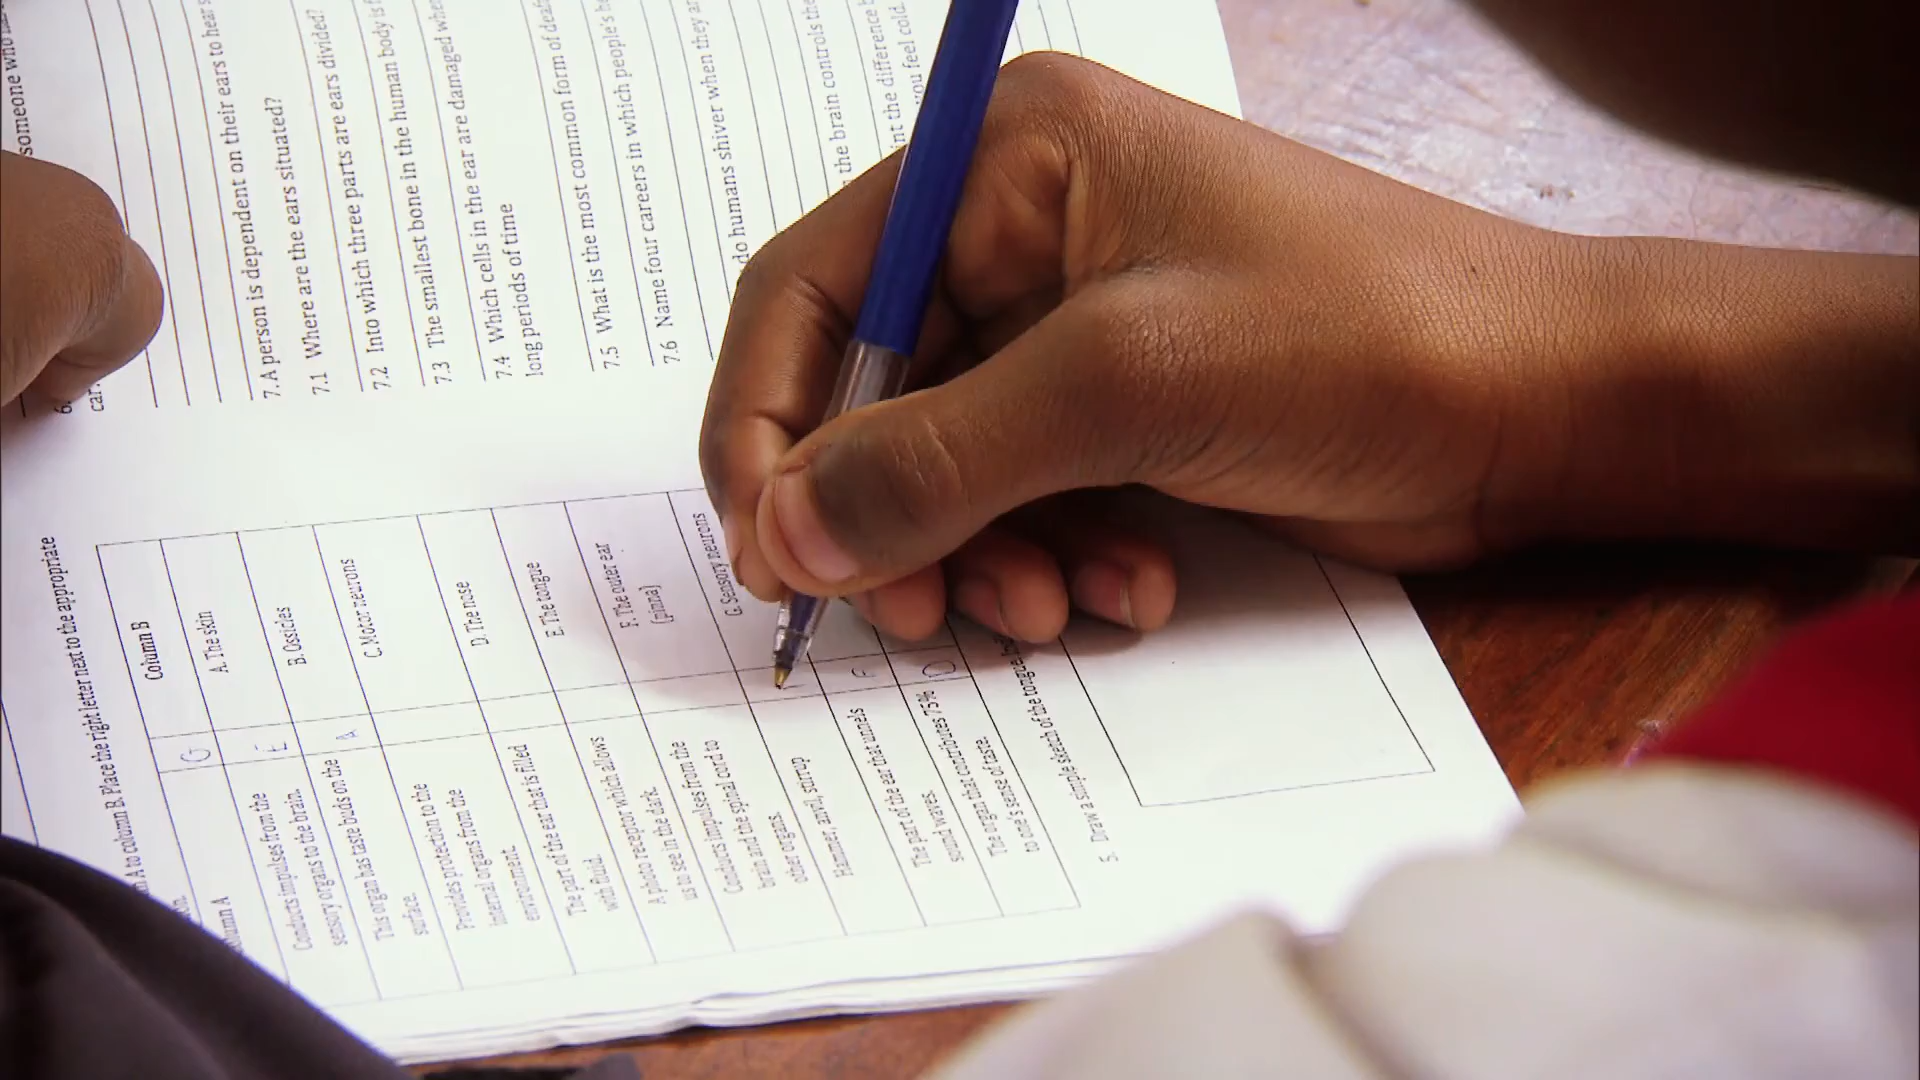 n A to column B. Place the right letter next to the appropriate
Column B
Conducts impulses from the
sensory organs to the brain.
G
A. The skin
This organ has taste buds on the
surface.
E
B. Ossicles
Provides protection to the
internal organs from the
environment.
A
C. Motor neurons
The part of the ear that is filled
with fluid.
D. The nose
A photo receptor which allows
us to see in the dark.
E. The tongue
Conducts impulses from the
brain and the spinal cord to
other organs.
F. The outer ear
(pinna)
Hammer, anvil, stirrup
G. Sensory neurons
The part of the ear that tunnels
sound waves.
F
The organ that contributes 75%
to one's sense of taste.
D
5. Draw a simple sketch of the tongue
someone who
6.
7. A person is dependent on their ears to hear
7.1 Where are the ears situated?
7.2 Into which three parts are ears divided?
7.3 The smallest bone in the human body is
7.4 Which cells in the ear are damaged
long periods of time
7.5 What is the most common form of
7.6 Name four careers in which people's
do humans shiver when they
the brain controls the
the difference
you feel cold.